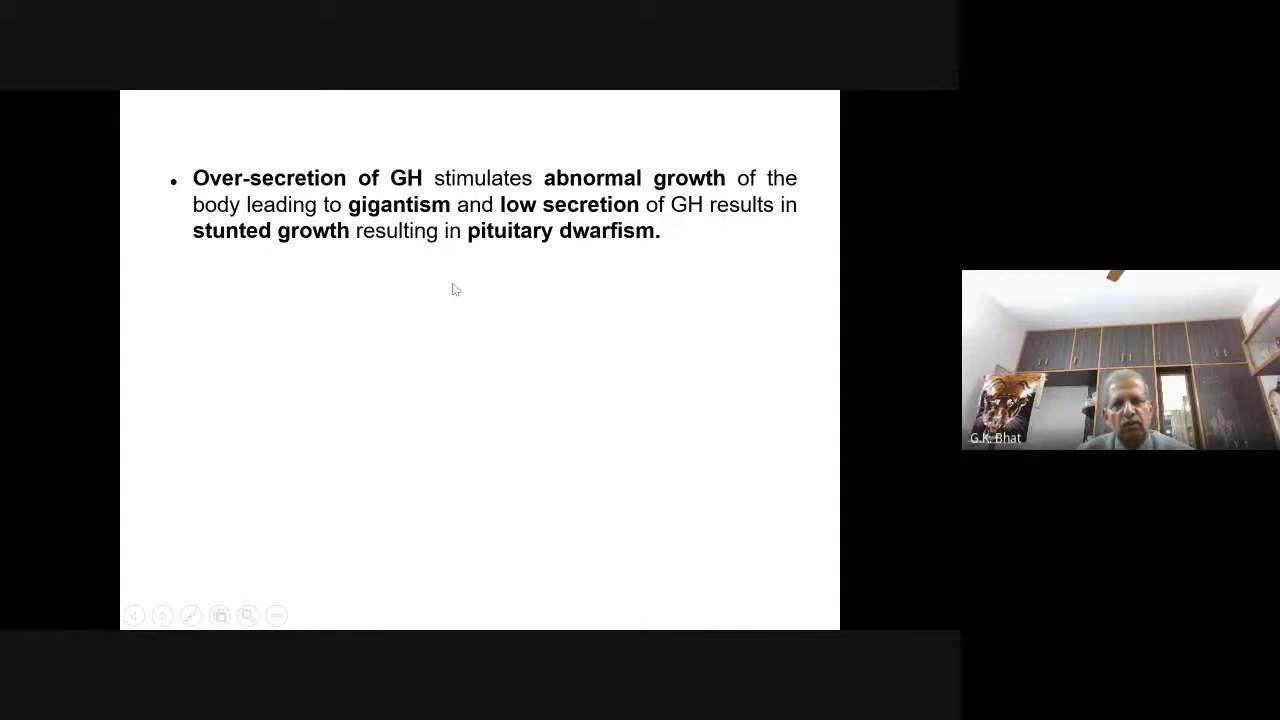 • Over-secretion of GH stimulates abnormal growth of the
body leading to gigantism and low secretion of GH results in
stunted growth resulting in pituitary dwarfism.
G.K. Bhat